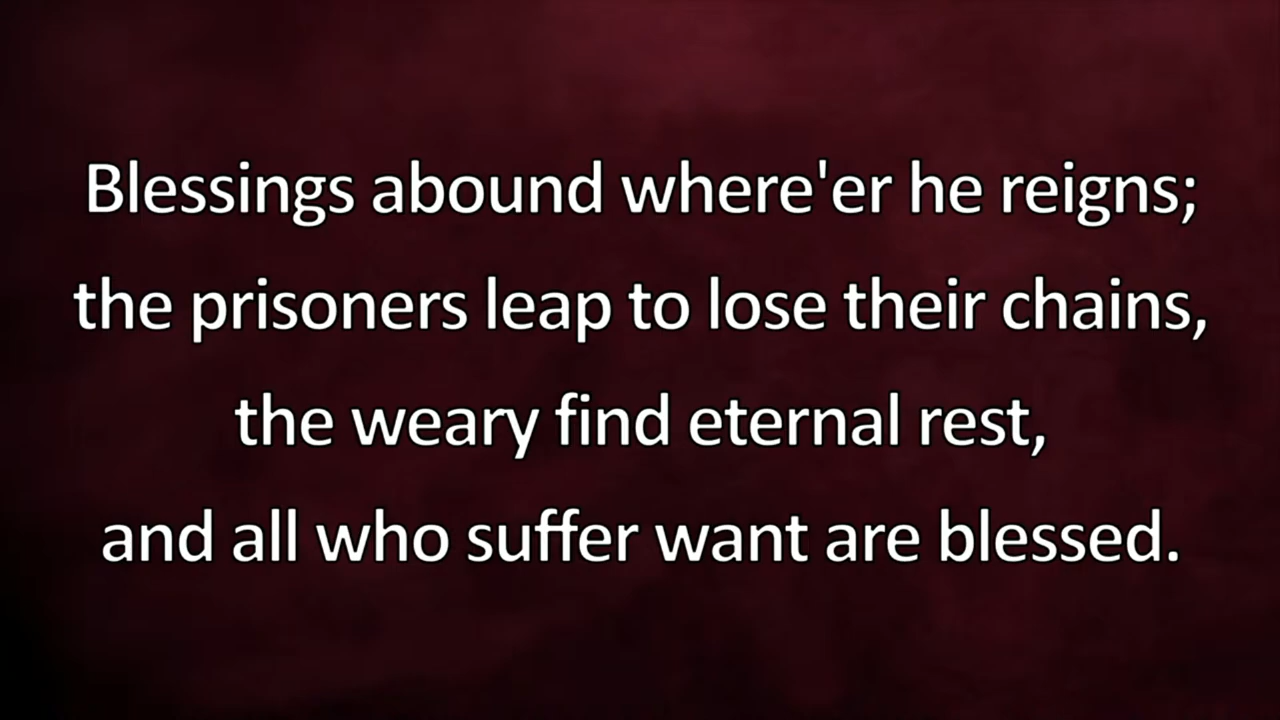 Blessings abound where'er he reigns;
the prisoners leap to lose their chains,
the weary find eternal rest,
and all who suffer want are blessed.